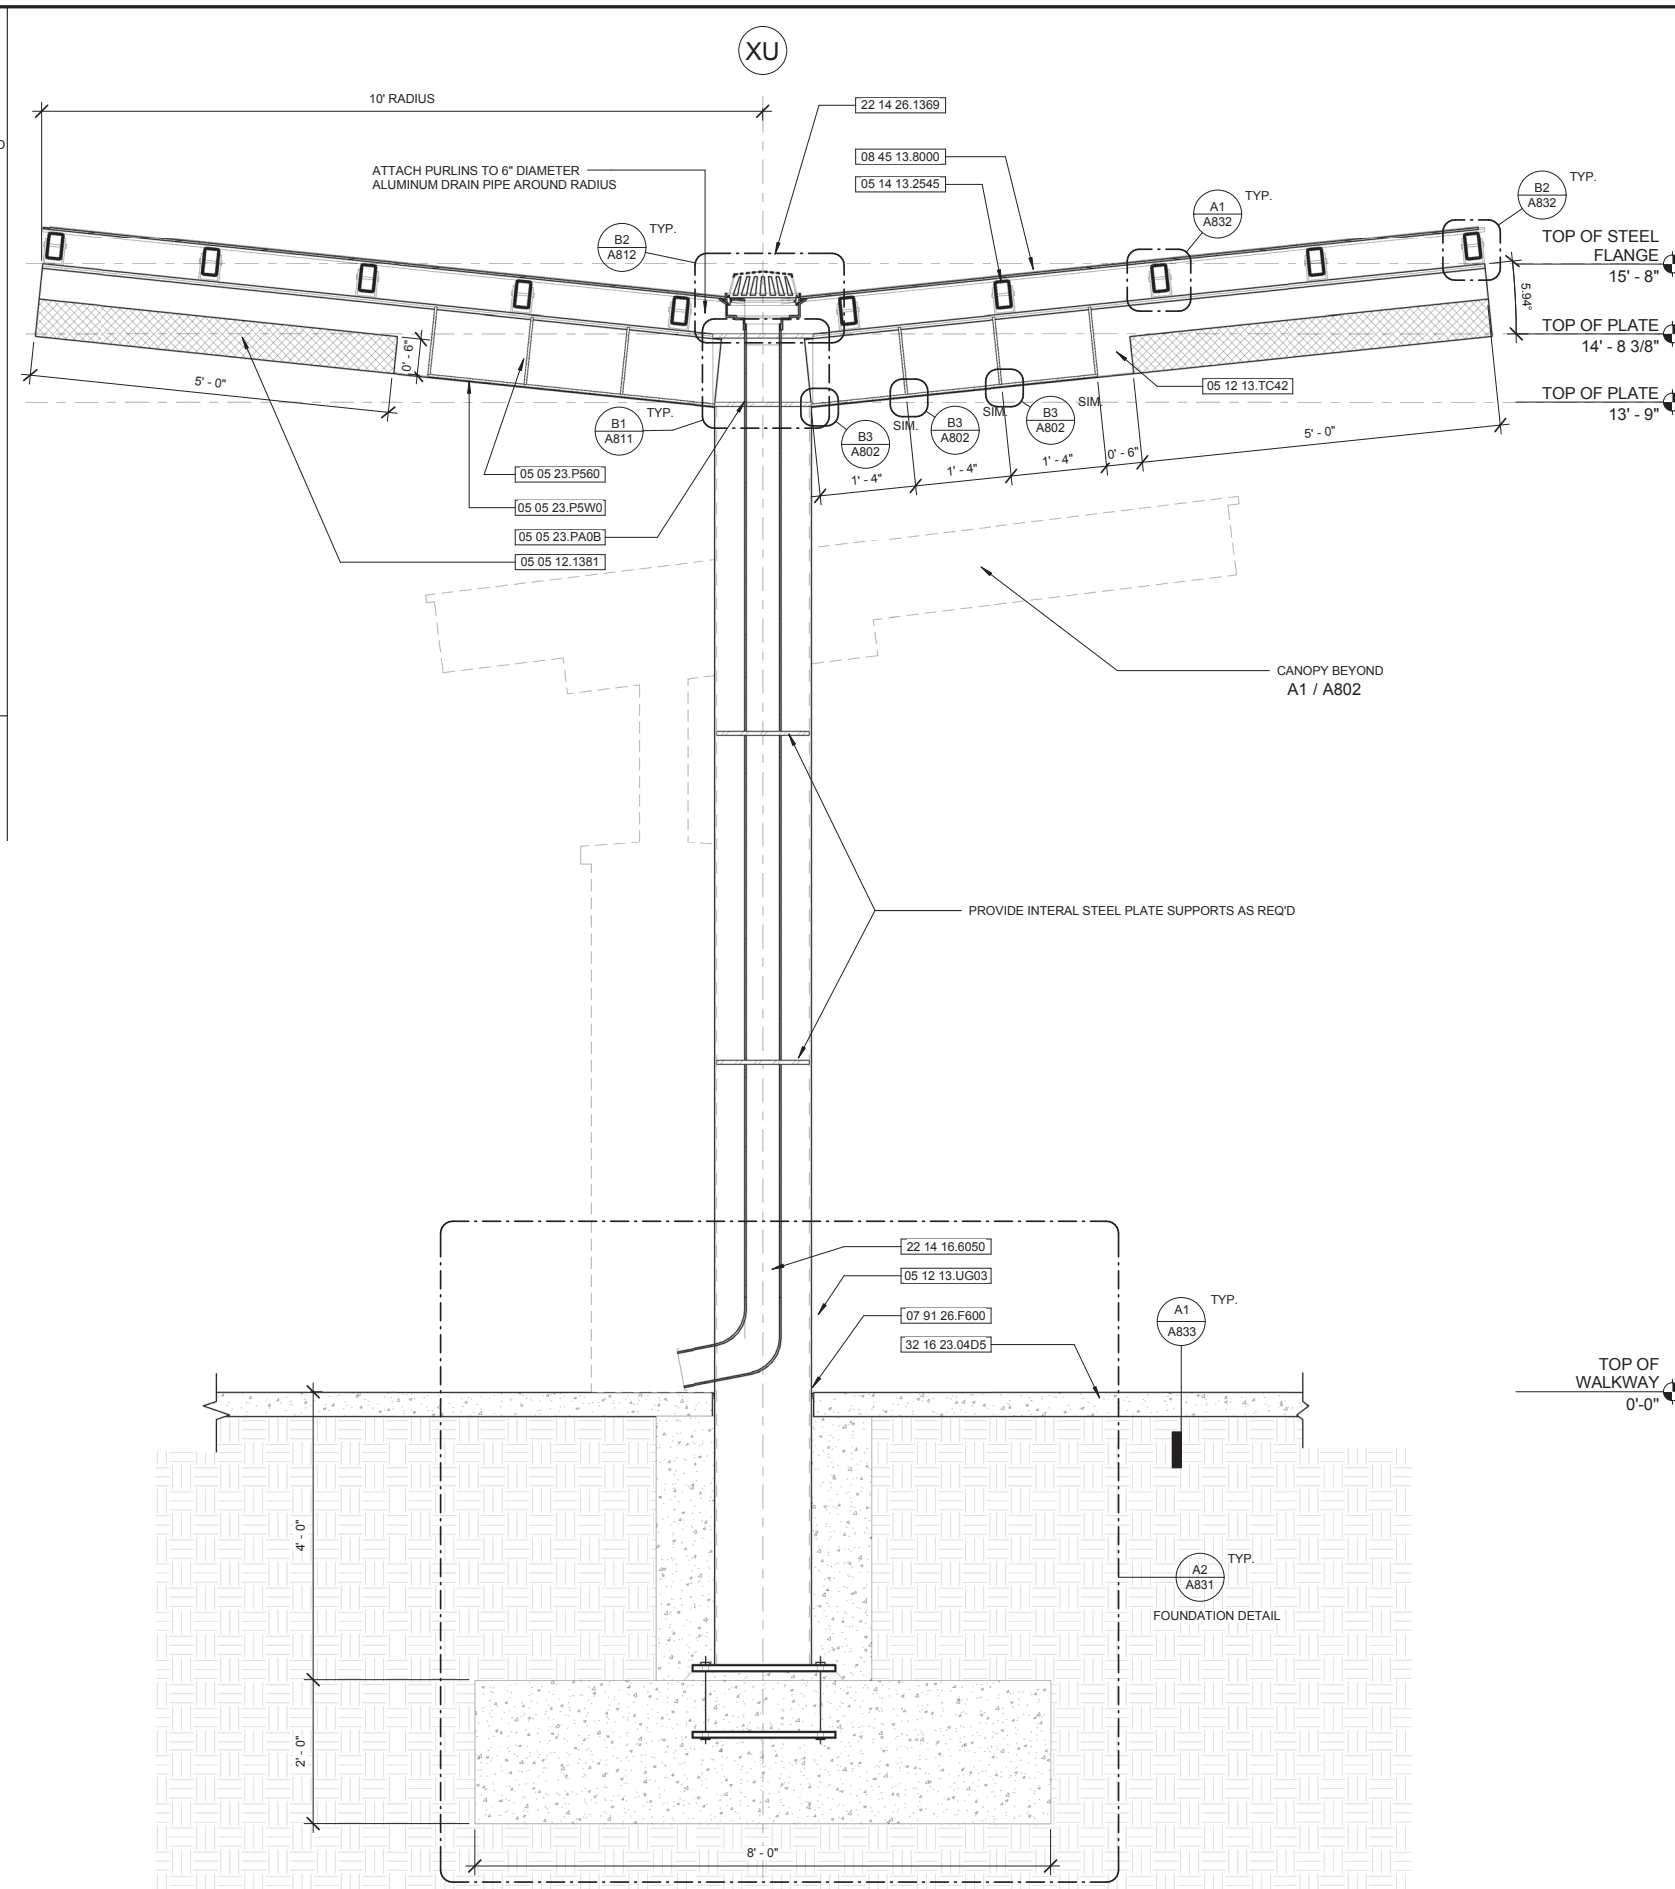 XU
10' RADIUS
22 14 26.1369
ATTACH PURLINS TO 6" DIAMETER
ALUMINUM DRAIN PIPE AROUND RADIUS
08 45 13.8000
05 14 13.2545
B2
A812
TYP.
A1
A832
TYP.
B2
A832
TYP.
TOP OF STEEL
FLANGE
15' - 8"
5.94°
TOP OF PLATE
14' - 8 3/8"
TOP OF PLATE
13' - 9"
5' - 0"
0' - 6"
B1
A811
TYP.
05 12 13.TC42
B3
A802
SIM.
B3
A802
SIM.
B3
A802
SIM.
1' - 4"
1' - 4"
1' - 4"
0' - 6"
5' - 0"
05 05 23.P560
05 05 23.P5W0
05 05 23.PA0B
05 05 12.1381
CANOPY BEYOND
A1 / A802
PROVIDE INTERAL STEEL PLATE SUPPORTS AS REQ'D
22 14 16.6050
05 12 13.UG03
07 91 26.F600
32 16 23.04D5
A1
A833
TYP.
TOP OF
WALKWAY
0'-0"
4' - 0"
A2
A831
TYP.
FOUNDATION DETAIL
2' - 0"
8' - 0"